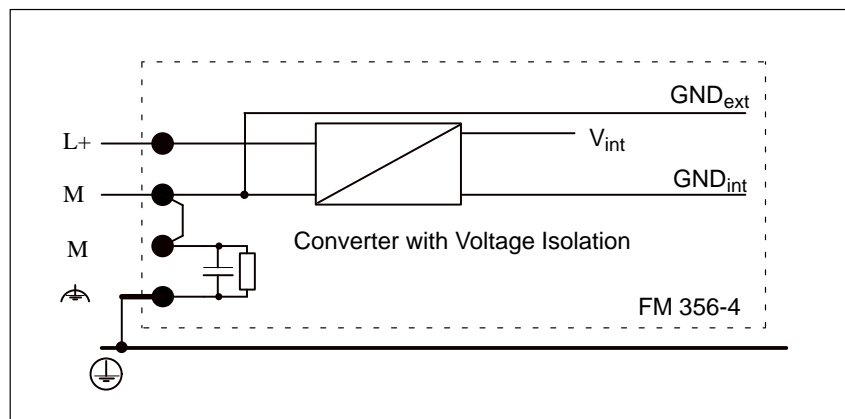 GNDext
L+
Vint
M
GNDint
M
Converter with Voltage Isolation
FM 356-4